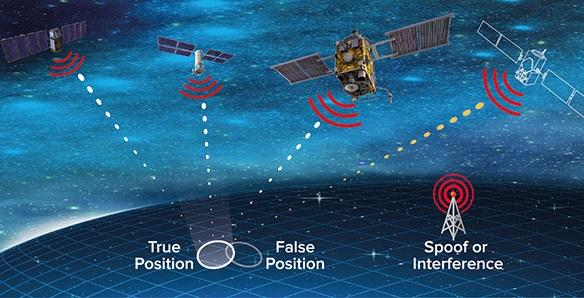 True
Position
False
Position
Spoof or
Interference